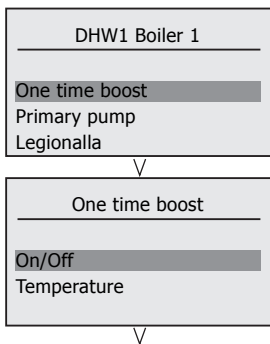 DHW1 Boiler 1
One time boost
Primary pump
Legionalla
One time boost
On/Off
Temperature